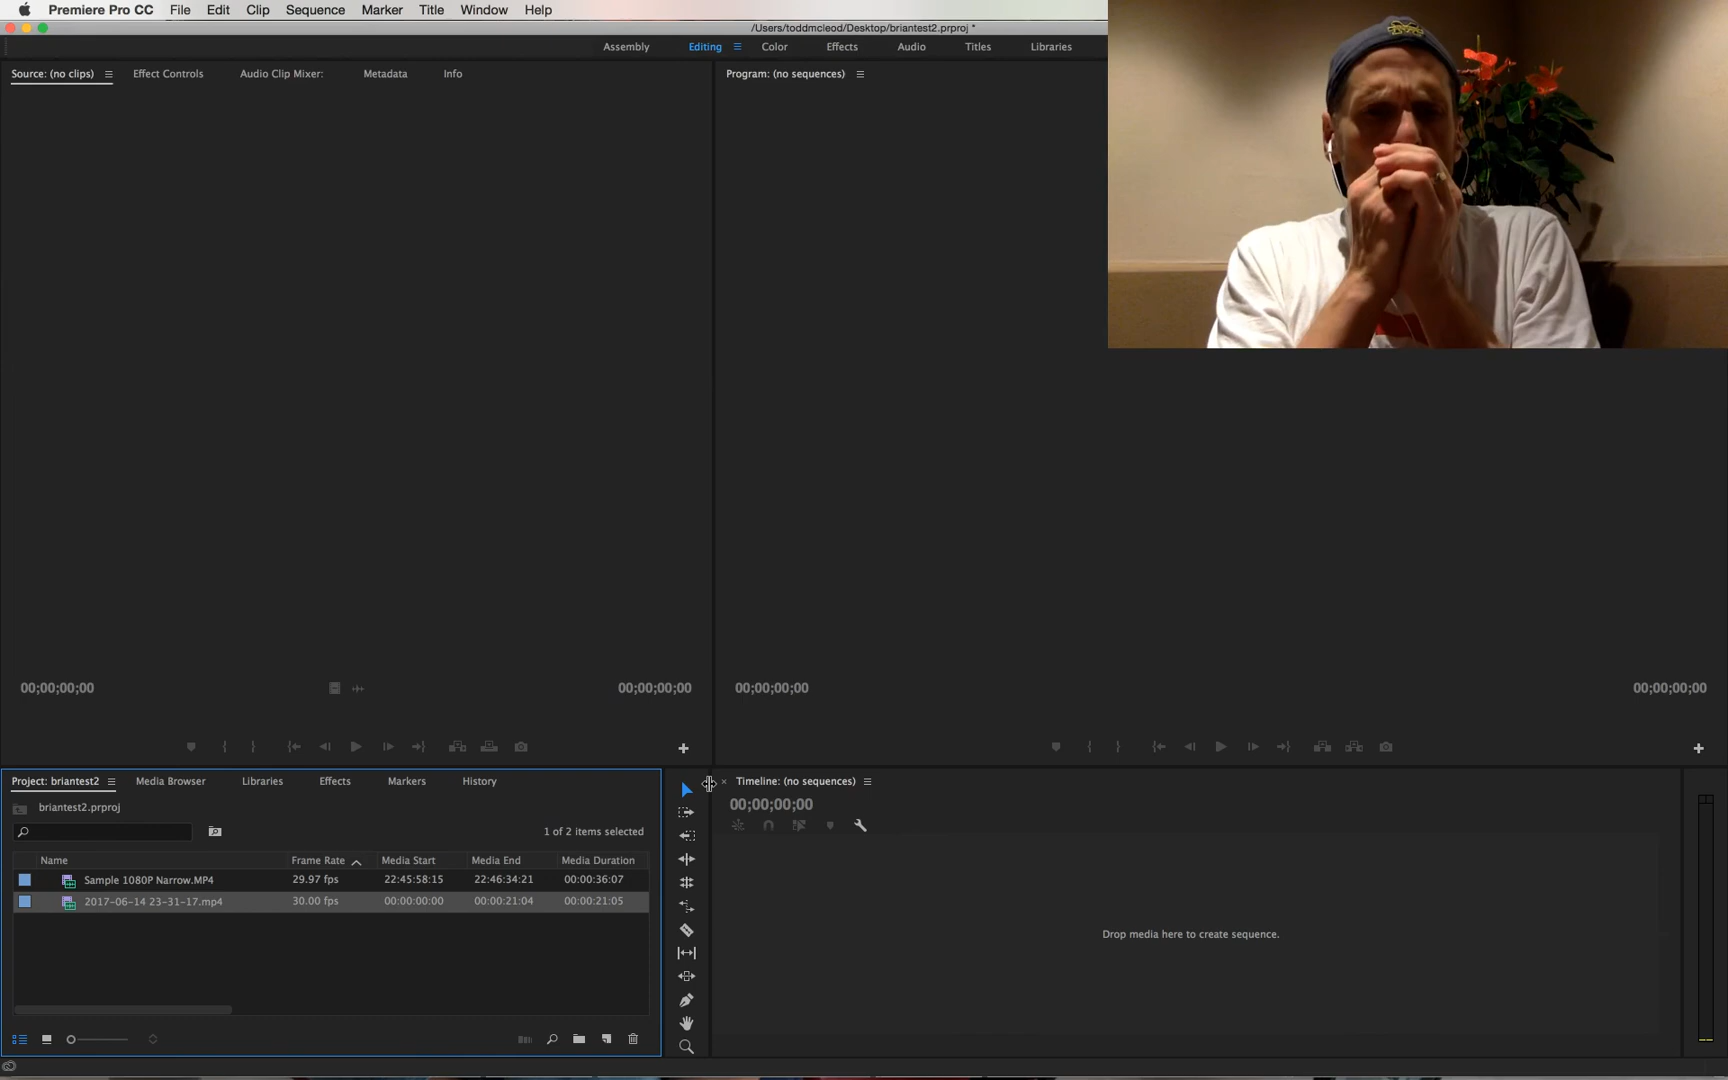 Premiere Pro CC File Edit Clip Sequence Marker Title Window Help
/Users/toddmcleod/Desktop/briantest2.prproj *
Assembly Editing Color Effects Audio Titles Libraries
Source: (no clips) Effect Controls Audio Clip Mixer: Metadata Info
Program: (no sequences)
00;00;00;00 00;00;00;00
00;00;00;00 00;00;00;00
Project: briantest2 Media Browser Libraries Effects Markers History
briantest2.prproj
1 of 2 items selected
Name Frame Rate Media Start Media End Media Duration
Sample 1080P Narrow.MP4 29.97 fps 22:45:58:15 22:46:34:21 00:00:36:07
2017-06-14 23-31-17.mp4 30.00 fps 00:00:00:00 00:00:21:04 00:00:21:05
Timeline: (no sequences)
00;00;00;00
Drop media here to create sequence.